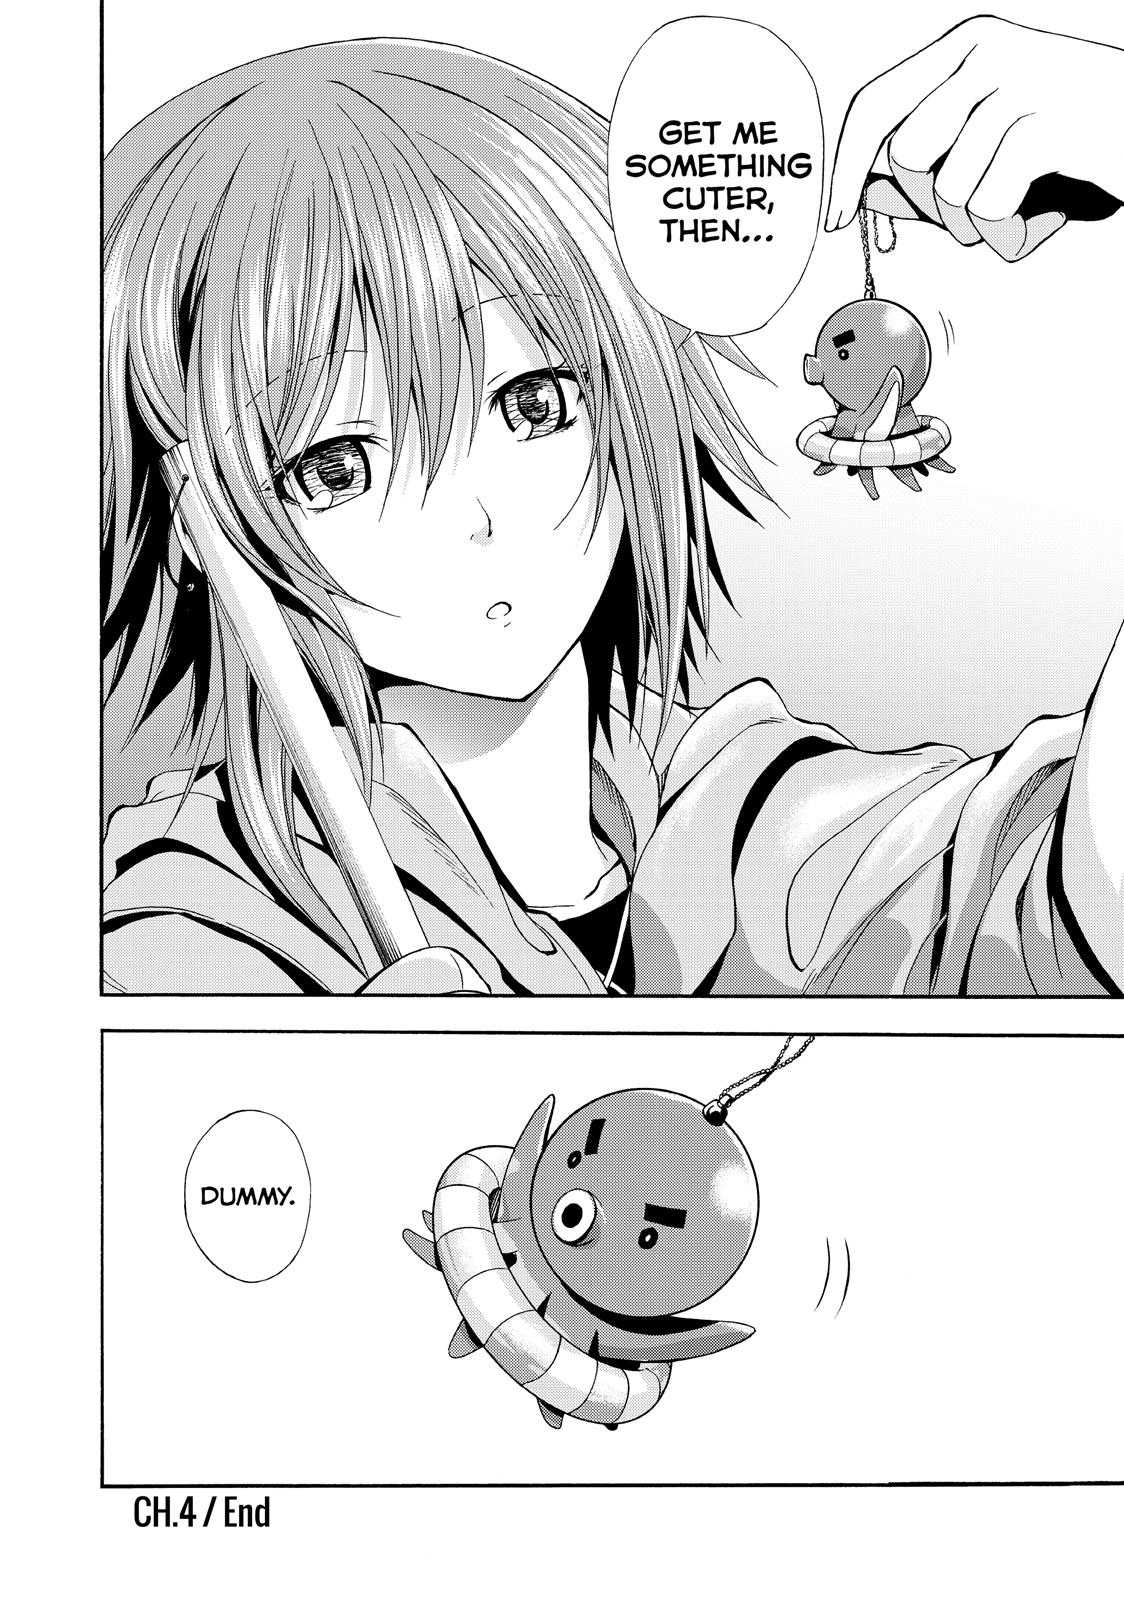 GET ME
SOMETHING
CUTER,
THEN...
DUMMY.
CH.4 / End